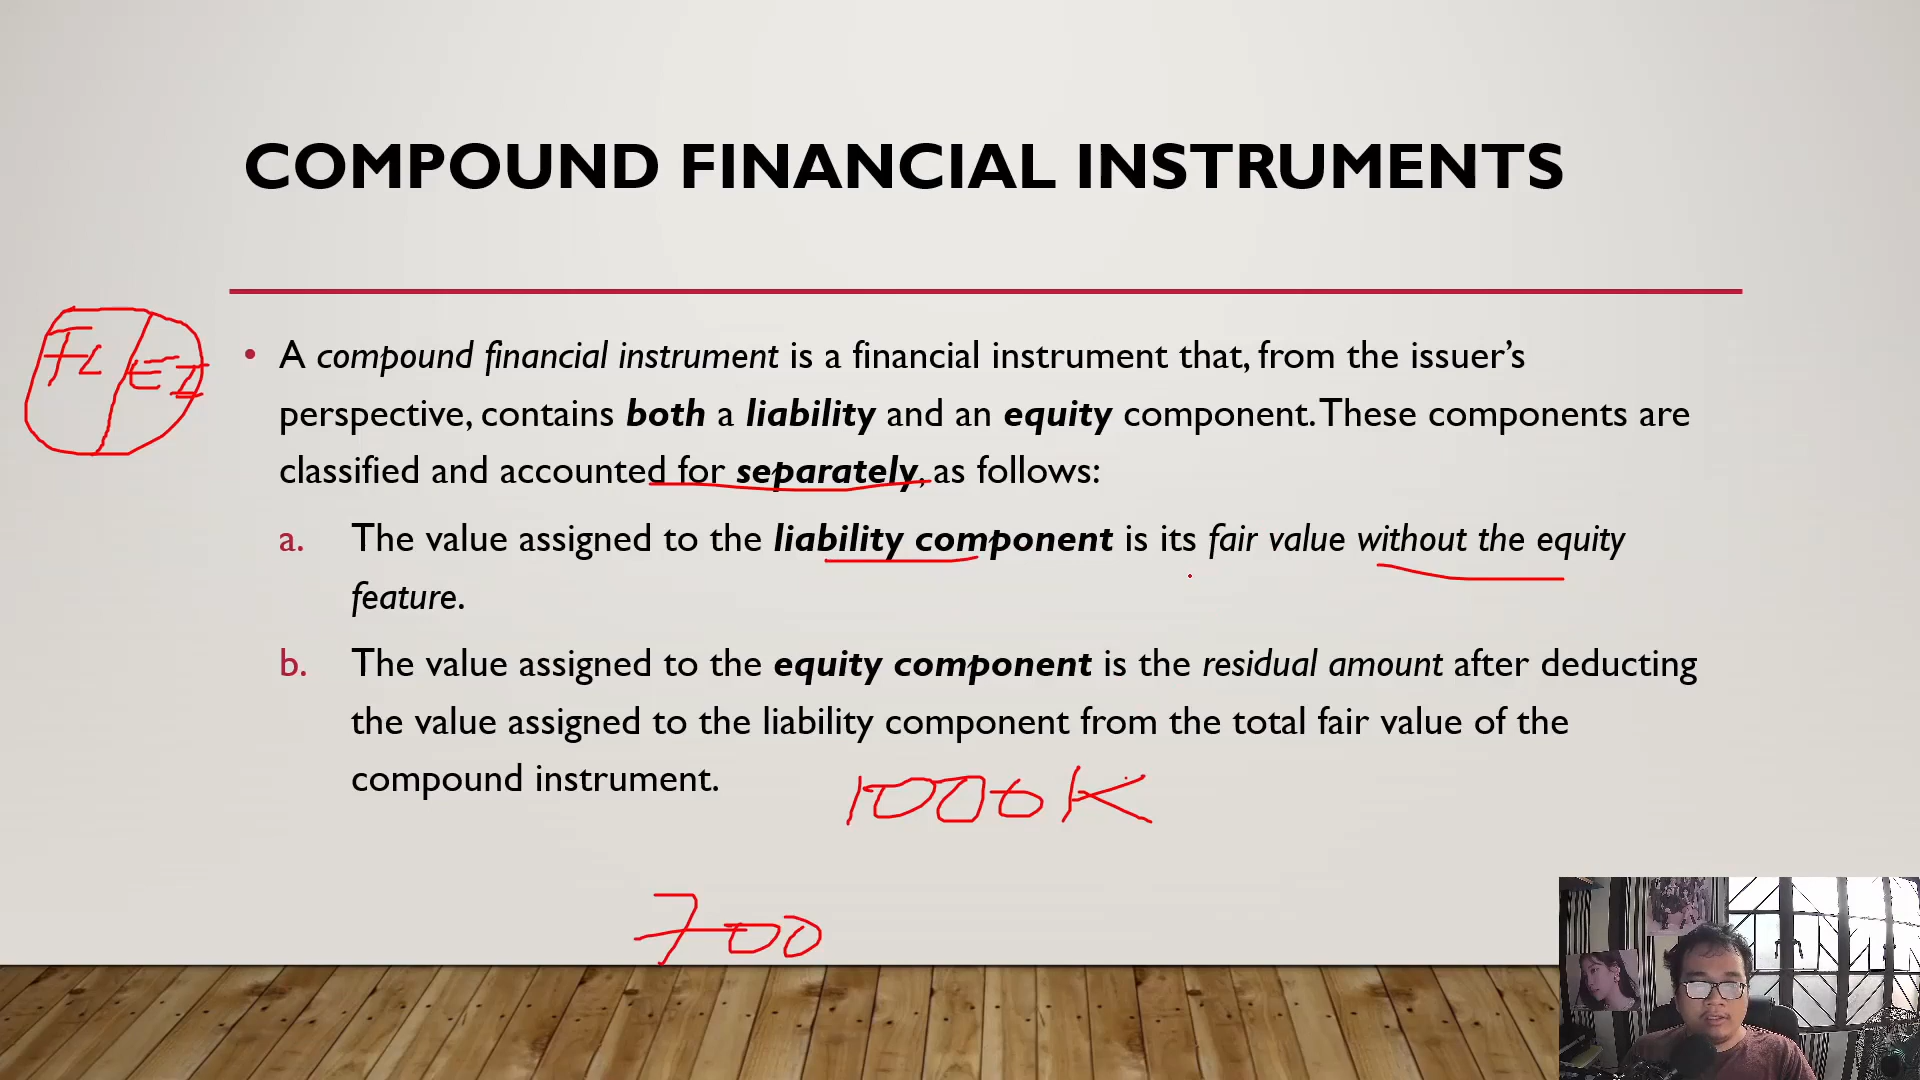 COMPOUND FINANCIAL INSTRUMENTS
FL EI
• A compound financial instrument is a financial instrument that, from the issuer’s
perspective, contains both a liability and an equity component. These components are
classified and accounted for separately, as follows:
a. The value assigned to the liability component is its fair value without the equity
feature.
b. The value assigned to the equity component is the residual amount after deducting
the value assigned to the liability component from the total fair value of the
compound instrument.
1000K
700